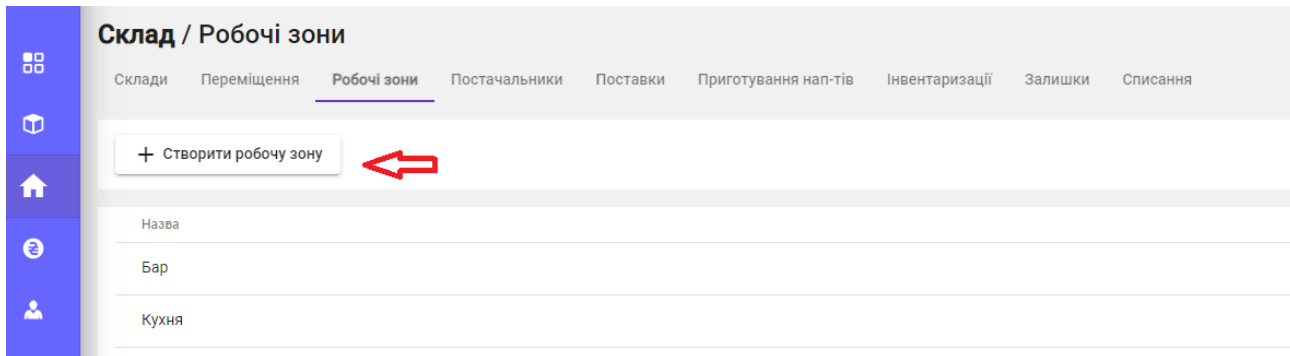 Склад / Робочі зони
Склади Переміщення Робочі зони Постачальники Поставки Приготування нап-тів Інвентаризації Залишки Списання
+ Створити робочу зону
Назва
Бар
Кухня